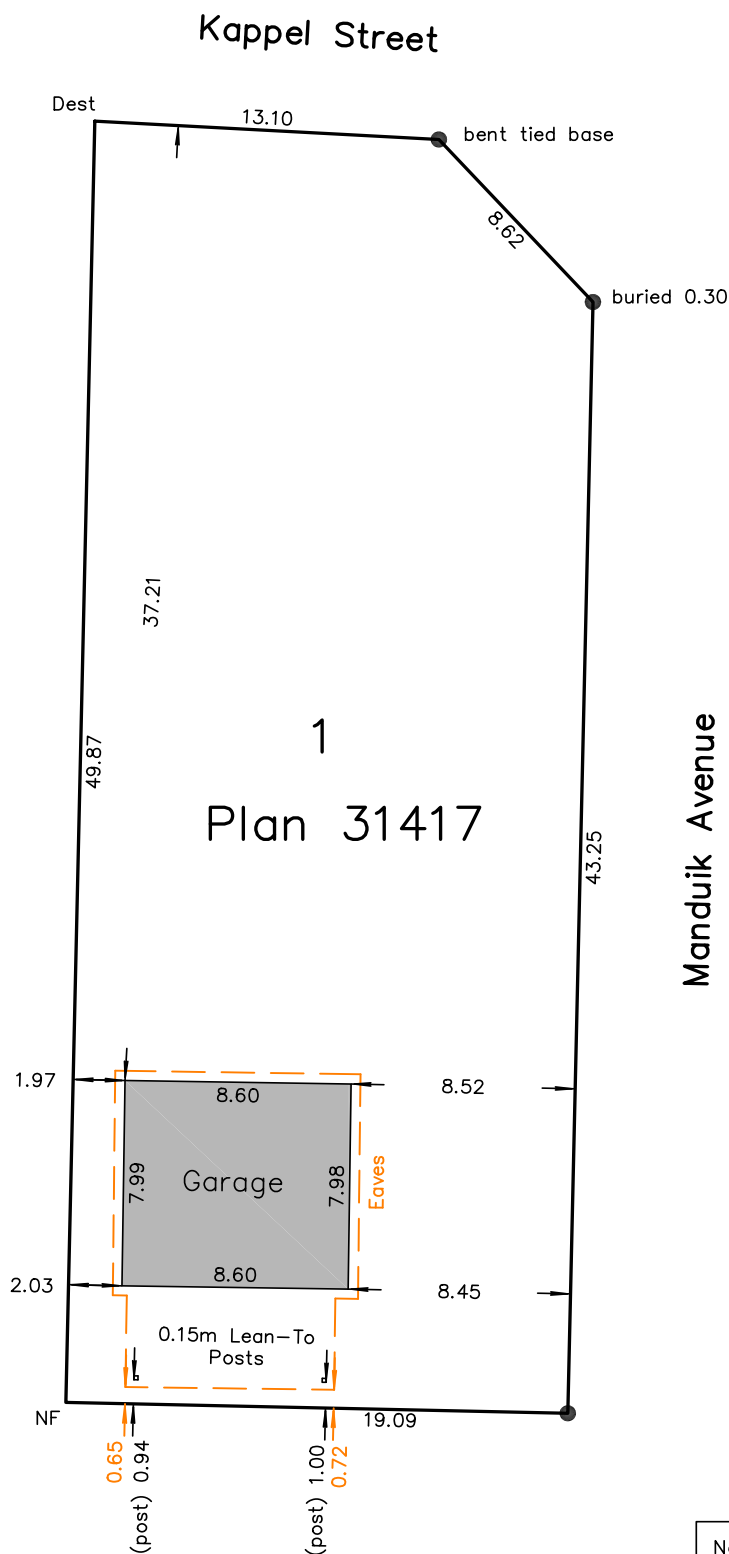 Kappel Street
Dest
13.10
bent tied base
8.62
buried 0.30
37.21
1
49.87
Plan 31417
43.25
Manduik Avenue
1.97
8.60
8.52
7.99
Garage
7.98
Eaves
2.03
8.60
8.45
0.15m Lean-To
Posts
NF
19.09
0.65
(post) 0.94
(post) 1.00
0.72